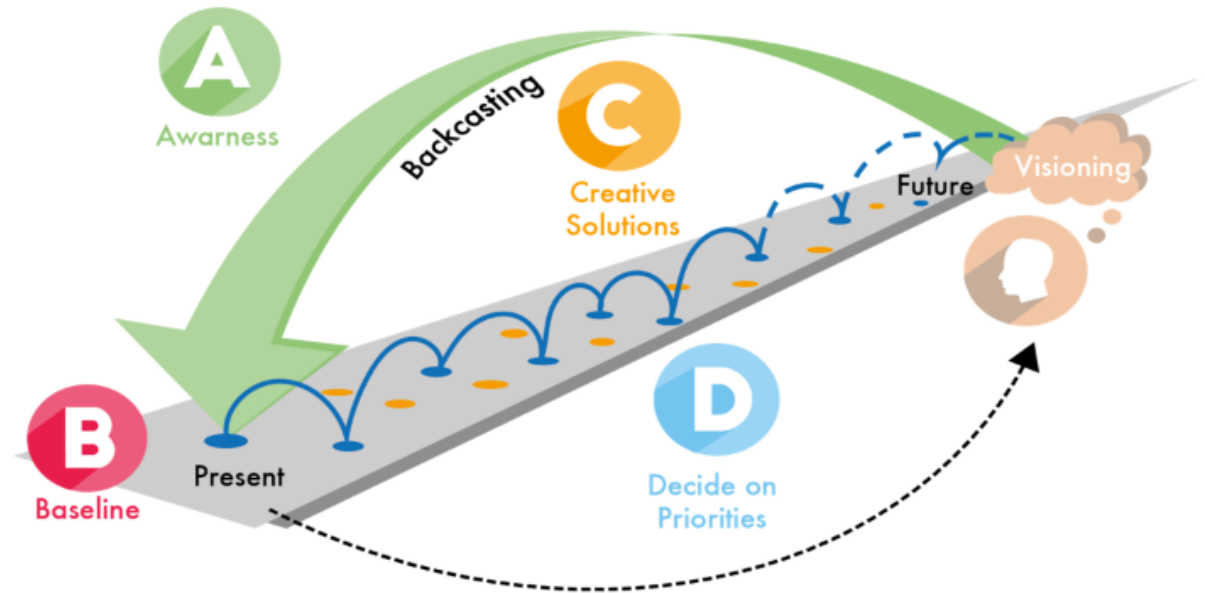 A
Awarness
Backcasting
C
Creative
Solutions
Visioning
Future
B
Baseline
Present
D
Decide on
Priorities